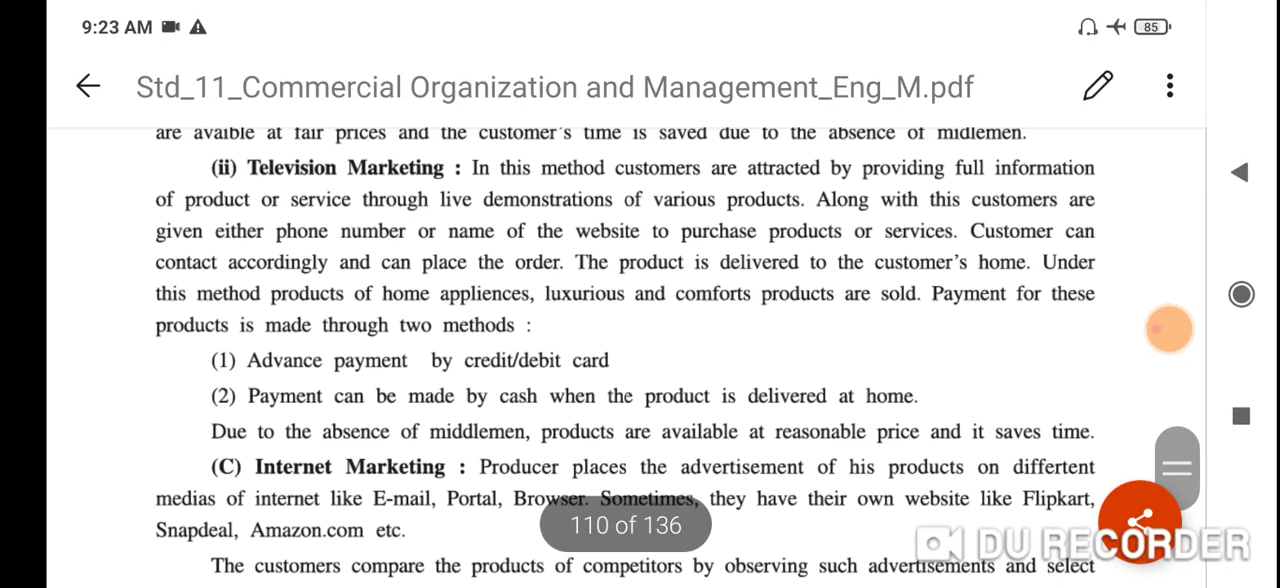 9:23 AM
85
Std_11_Commercial Organization and Management_Eng_M.pdf
are avaible at fair prices and the customer's time is saved due to the absence of midlemen.
(ii) Television Marketing : In this method customers are attracted by providing full information
of product or service through live demonstrations of various products. Along with this customers are
given either phone number or name of the website to purchase products or services. Customer can
contact accordingly and can place the order. The product is delivered to the customer's home. Under
this method products of home appliences, luxurious and comforts products are sold. Payment for these
products is made through two methods :
(1) Advance payment by credit/debit card
(2) Payment can be made by cash when the product is delivered at home.
Due to the absence of middlemen, products are available at reasonable price and it saves time.
(C) Internet Marketing : Producer places the advertisement of his products on differtent
medias of internet like E-mail, Portal, Browser. Sometimes, they have their own website like Flipkart,
Snapdeal, Amazon.com etc.
110 of 136
DU RECORDER
The customers compare the products of competitors by observing such advertisements and select